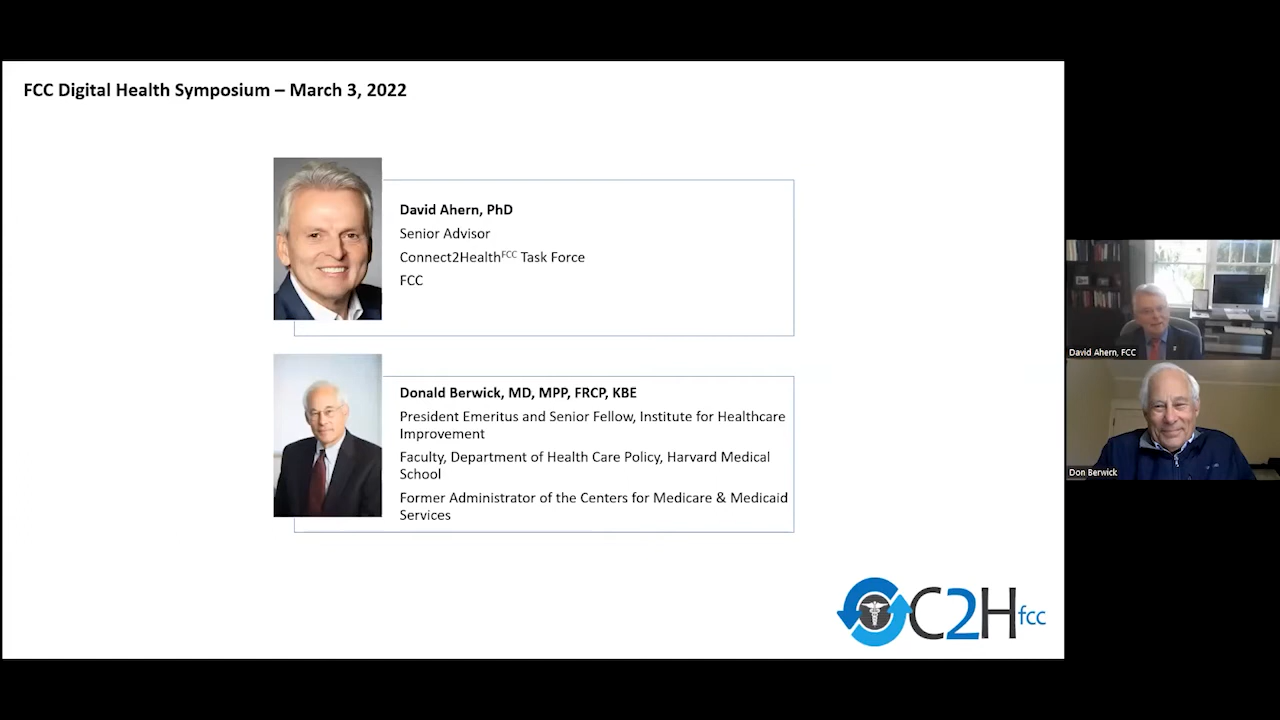 FCC Digital Health Symposium – March 3, 2022
David Ahern, PhD
Senior Advisor
Connect2HealthFCC Task Force
FCC
Donald Berwick, MD, MPP, FRCP, KBE
President Emeritus and Senior Fellow, Institute for Healthcare
Improvement
Faculty, Department of Health Care Policy, Harvard Medical
School
Former Administrator of the Centers for Medicare & Medicaid
Services
C2Hfcc
David Ahern, FCC
Don Berwick